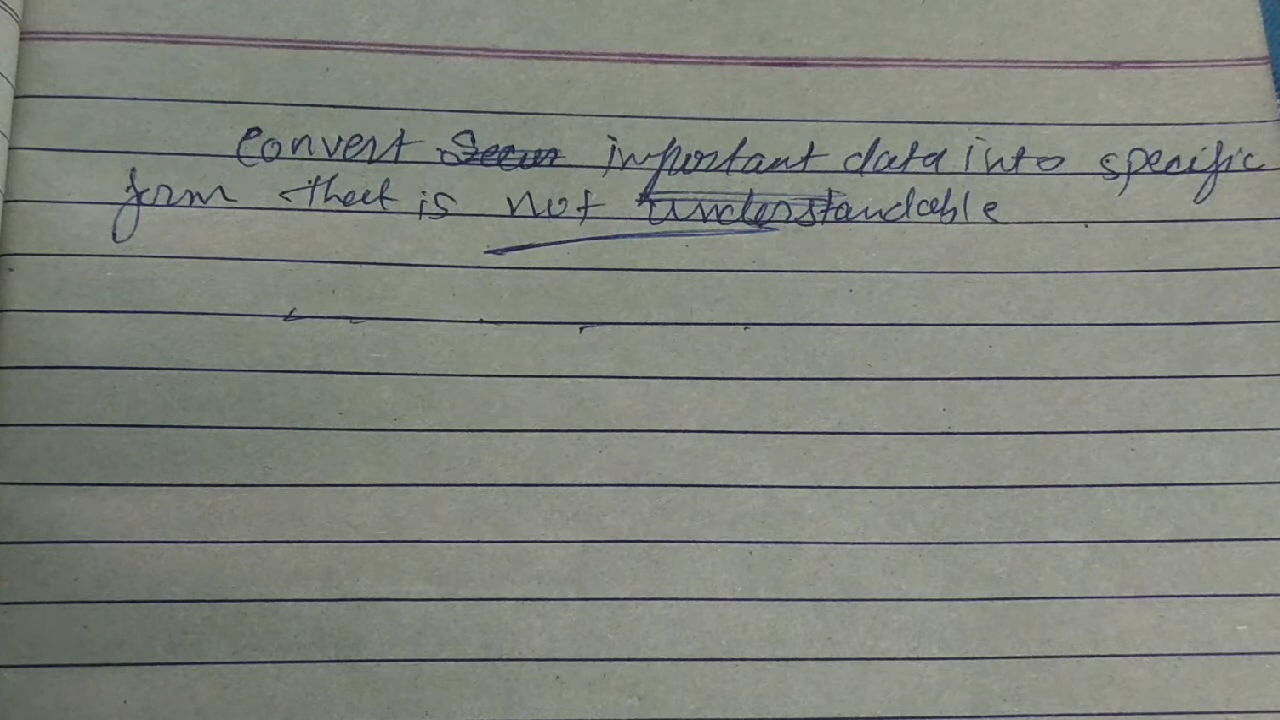 Convert important data into specific
form that is not understandable